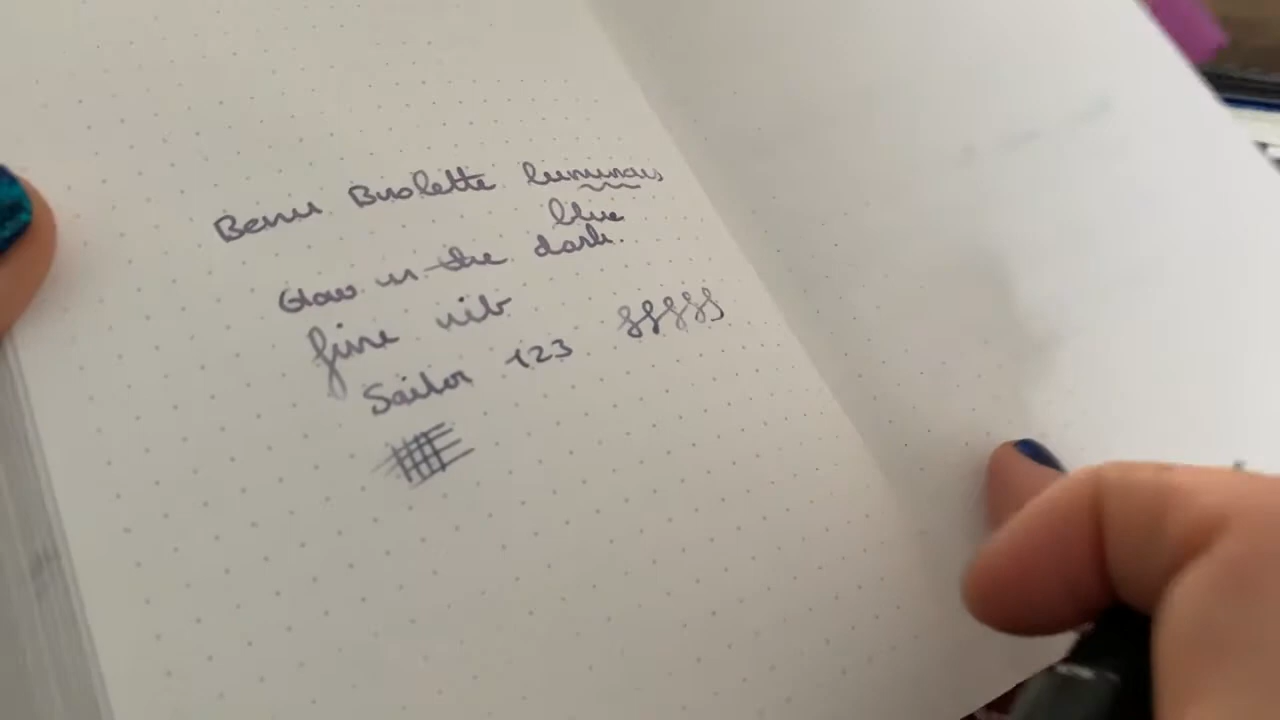 Benu Briolette luminous
blue
Glow in the dark.
fine nib
Sailor 123